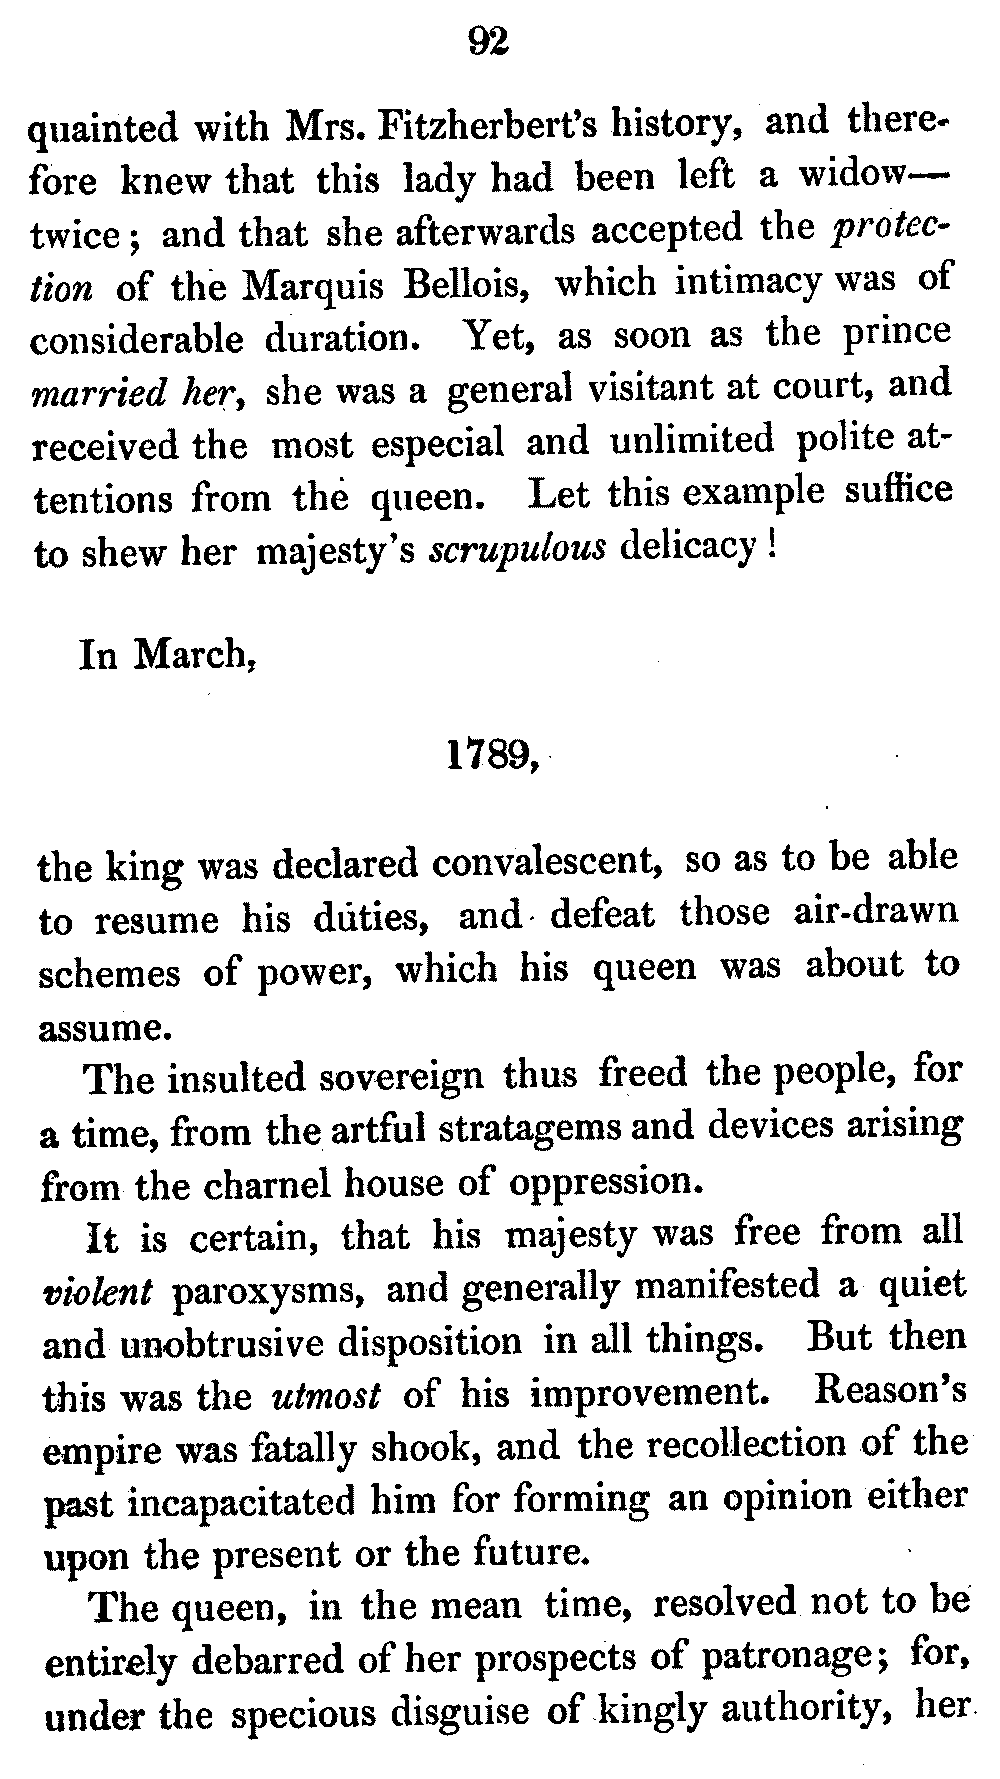 92
quainted with Mrs. Fitzherbert's history, and there-
fore knew that this lady had been left a widow—
twice; and that she afterwards accepted the protec-
tion of the Marquis Bellois, which intimacy was of
considerable duration. Yet, as soon as the prince
married her, she was a general visitant at court, and
received the most especial and unlimited polite at-
tentions from the queen. Let this example suffice
to shew her majesty's scrupulous delicacy!
In March,
1789,
the king was declared convalescent, so as to be able
to resume his duties, and defeat those air-drawn
schemes of power, which his queen was about to
assume.
The insulted sovereign thus freed the people, for
a time, from the artful stratagems and devices arising
from the charnel house of oppression.
It is certain, that his majesty was free from all
violent paroxysms, and generally manifested a quiet
and unobtrusive disposition in all things. But then
this was the utmost of his improvement. Reason's
empire was fatally shook, and the recollection of the
past incapacitated him for forming an opinion either
upon the present or the future.
The queen, in the mean time, resolved not to be
entirely debarred of her prospects of patronage; for,
under the specious disguise of kingly authority, her